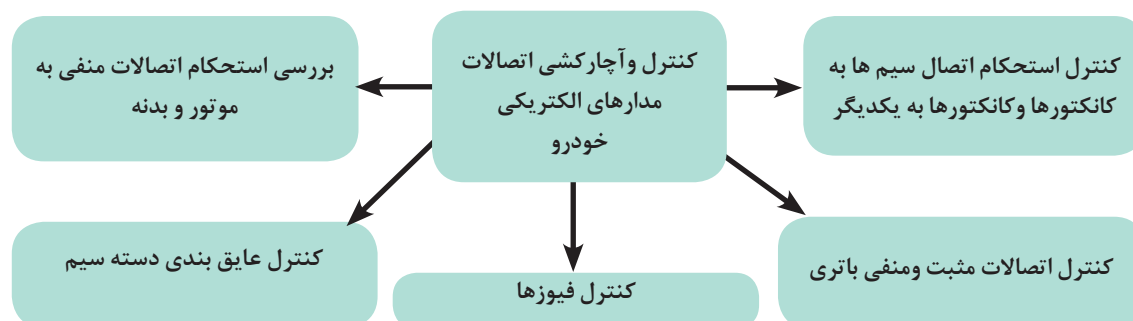 کنترل وآچارکشی اتصالات
مدارهای الکتریکی
خودرو
کنترل استحکام اتصال سیم ها به
کانکتورها وکانکتورها به یکدیگر
بررسی استحکام اتصالات منفی به
موتور و بدنه
کنترل اتصالات مثبت ومنفی باتری
کنترل فیوزها
کنترل عایق بندی دسته سیم